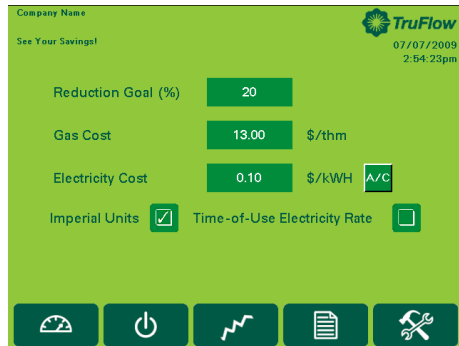 Company Name
TruFlow
See Your Savings!
07/07/2009
2:54:23pm
Reduction Goal (%) 20
Gas Cost 13.00 $/thm
Electricity Cost 0.10 $/kWH A/C
Imperial Units Time-of-Use Electricity Rate